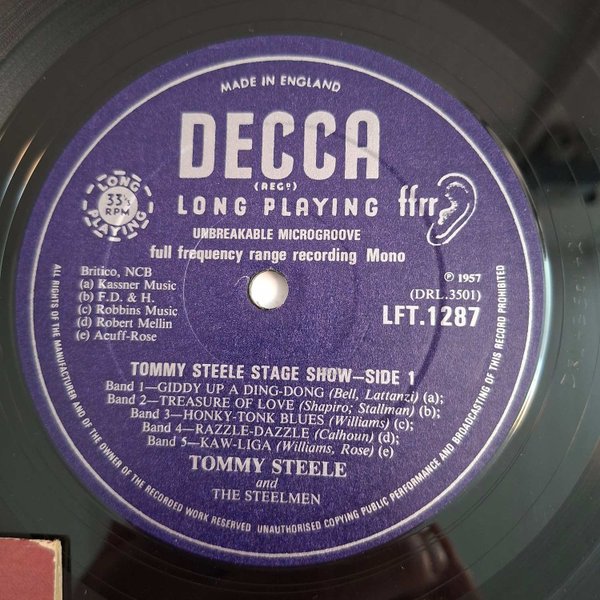 MADE IN ENGLAND
DECCA
(REGD)
LONG PLAYING
ffrr
UNBREAKABLE MICROGROOVE
full frequency range recording Mono
LONG
33⅓
RPM
PLAYING
Britico, NCB
(a) Kassner Music
(b) F.D. & H.
(c) Robbins Music
(d) Robert Mellin
(e) Acuff-Rose
℗ 1957
(DRL.3501)
LFT.1287
TOMMY STEELE STAGE SHOW—SIDE 1
Band 1—GIDDY UP A DING-DONG (Bell, Lattanzi) (a);
Band 2—TREASURE OF LOVE (Shapiro; Stallman) (b);
Band 3—HONKY-TONK BLUES (Williams) (c);
Band 4—RAZZLE-DAZZLE (Calhoun) (d);
Band 5—KAW-LIGA (Williams, Rose) (e)
TOMMY STEELE
and
THE STEELMEN
ALL RIGHTS OF THE MANUFACTURER AND OF THE OWNER OF THE RECORDED WORK RESERVED UNAUTHORISED COPYING PUBLIC PERFORMANCE AND BROADCASTING OF THIS RECORD PROHIBITED